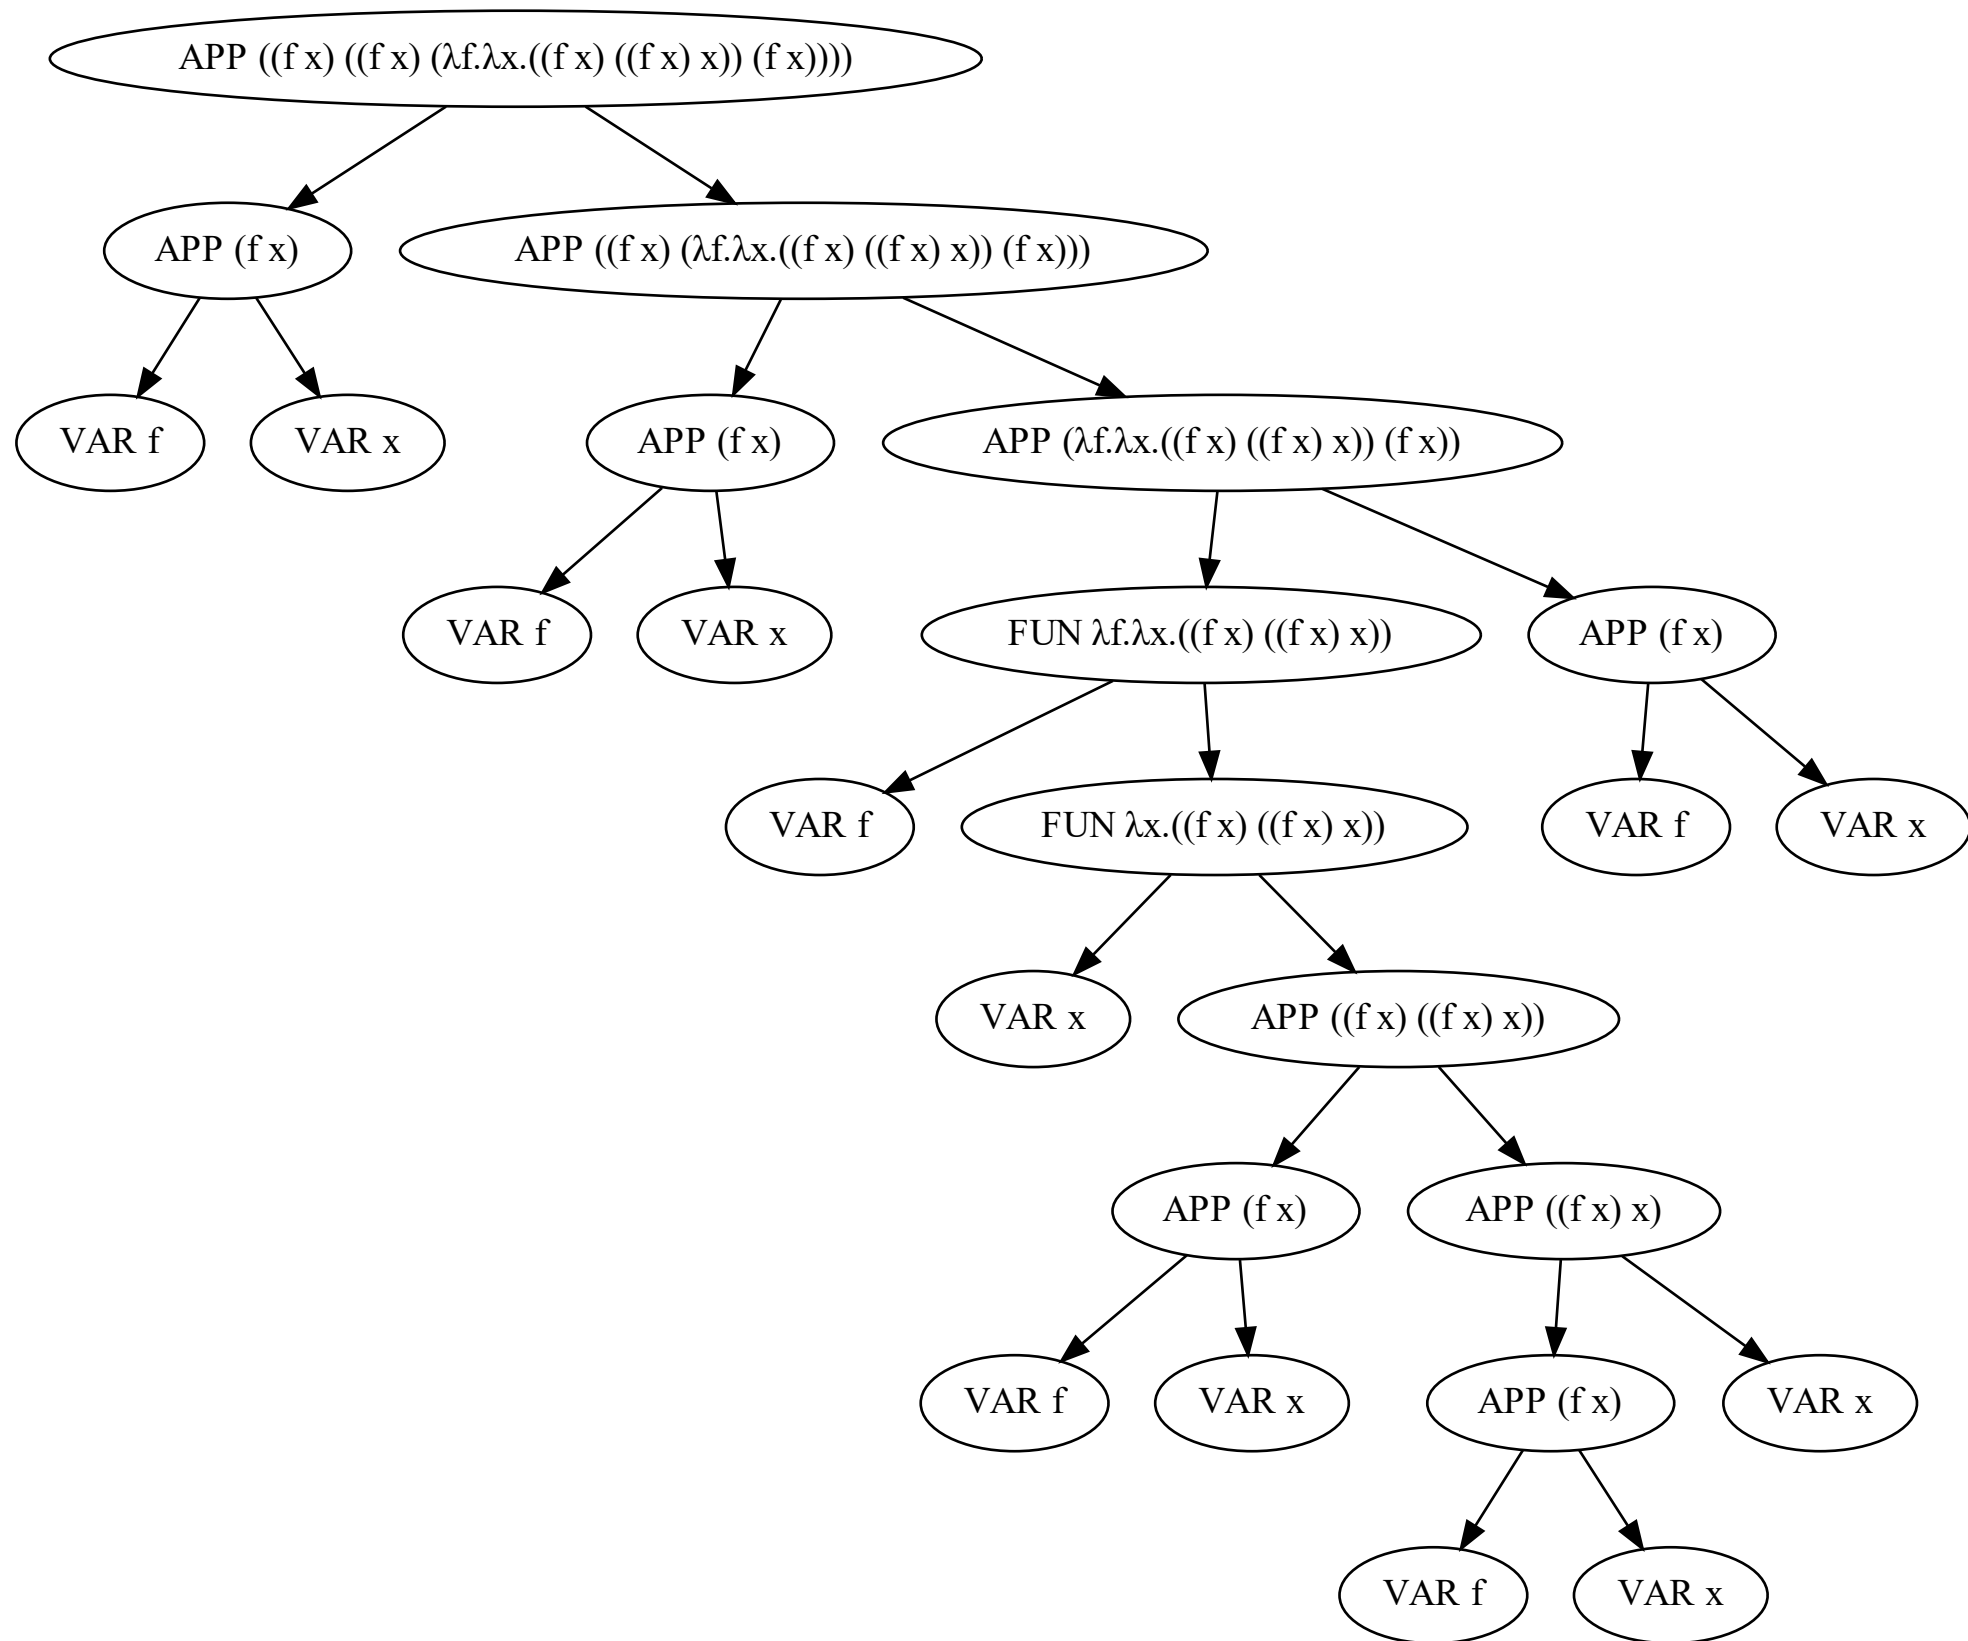 APP ((f x) ((f x) (λf.λx.((f x) ((f x) x)) (f x))))
APP (f x)
APP ((f x) (λf.λx.((f x) ((f x) x)) (f x)))
VAR f
VAR x
APP (f x)
APP (λf.λx.((f x) ((f x) x)) (f x))
VAR f
VAR x
FUN λf.λx.((f x) ((f x) x))
APP (f x)
VAR f
FUN λx.((f x) ((f x) x))
VAR f
VAR x
VAR x
APP ((f x) ((f x) x))
APP (f x)
APP ((f x) x)
VAR f
VAR x
APP (f x)
VAR x
VAR f
VAR x